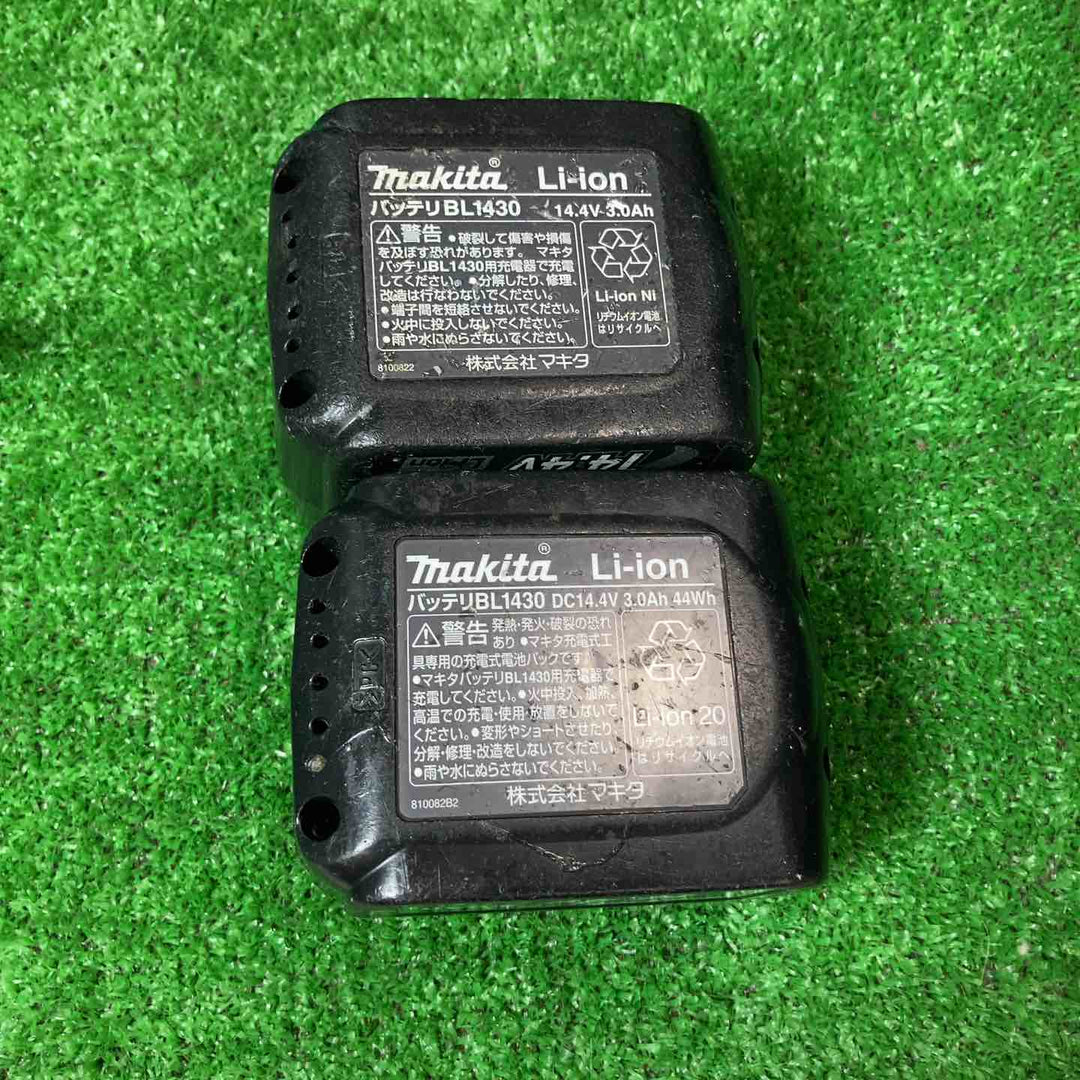 makita® Li-ion
バッテリBL1430 14.4V-3.0Ah
⚠警告 ●破裂して傷害や損傷
を及ぼす恐れがあります。マキタ
バッテリBL1430用充電器で充電
してください。●分解したり、修理、
改造は行なわないでください。
●端子間を短絡させないでください。
●火中に投入しないでください。
●雨や水にぬらさないでください。
Li-ion Ni
リチウムイオン電池
はリサイクルへ
8100822
株式会社マキタ
14.4V
makita® Li-ion
バッテリBL1430 DC14.4V 3.0Ah 44Wh
⚠警告 発熱・発火・破裂の恐れ
あり ●マキタ充電式工
具専用の充電式電池パックです。
●マキタバッテリBL1430用充電器で
充電してください。●火中投入、加熱、
高温での充電・使用・放置をしないで
ください。●変形やショートさせたり、
分解・修理・改造をしないでください。
●雨や水にぬらさないでください。
Li-ion 20
リチウムイオン電池
はリサイクルへ
810082B2
株式会社マキタ